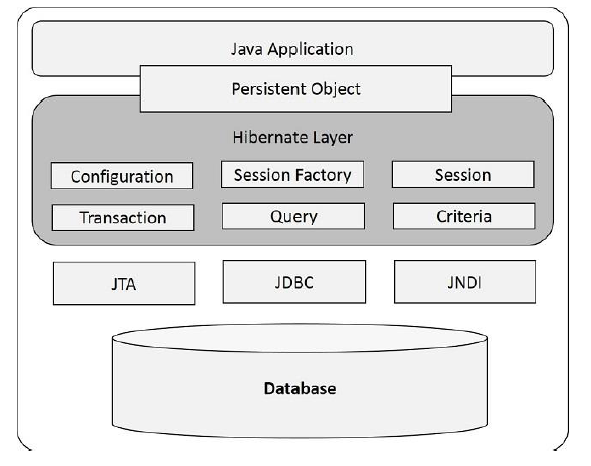 Java Application
Persistent Object
Hibernate Layer
Configuration
Session Factory
Session
Transaction
Query
Criteria
JTA
JDBC
JNDI
Database